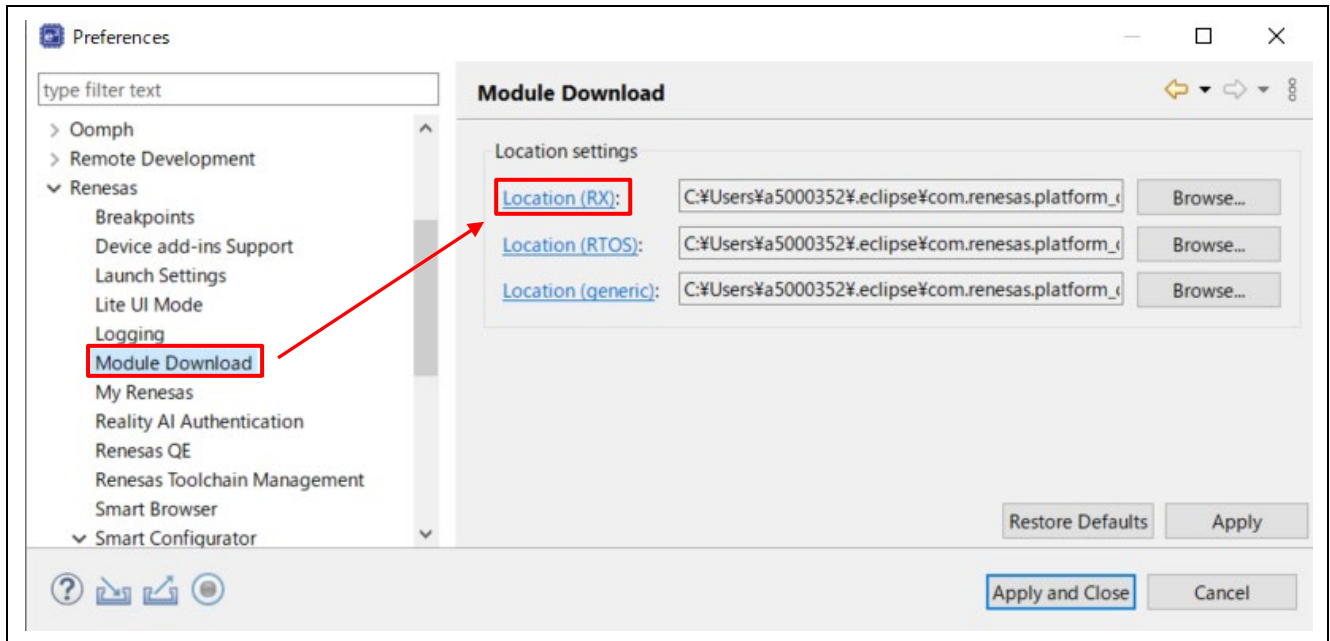 Preferences
type filter text
Oomph
Remote Development
Renesas
Breakpoints
Device add-ins Support
Launch Settings
Lite UI Mode
Logging
Module Download
My Renesas
Reality AI Authentication
Renesas QE
Renesas Toolchain Management
Smart Browser
Smart Configurator
Module Download
Location settings
Location (RX): C:¥Users¥a5000352¥.eclipse¥com.renesas.platform_ Browse...
Location (RTOS): C:¥Users¥a5000352¥.eclipse¥com.renesas.platform_ Browse...
Location (generic): C:¥Users¥a5000352¥.eclipse¥com.renesas.platform_ Browse...
Restore Defaults Apply
Apply and Close Cancel